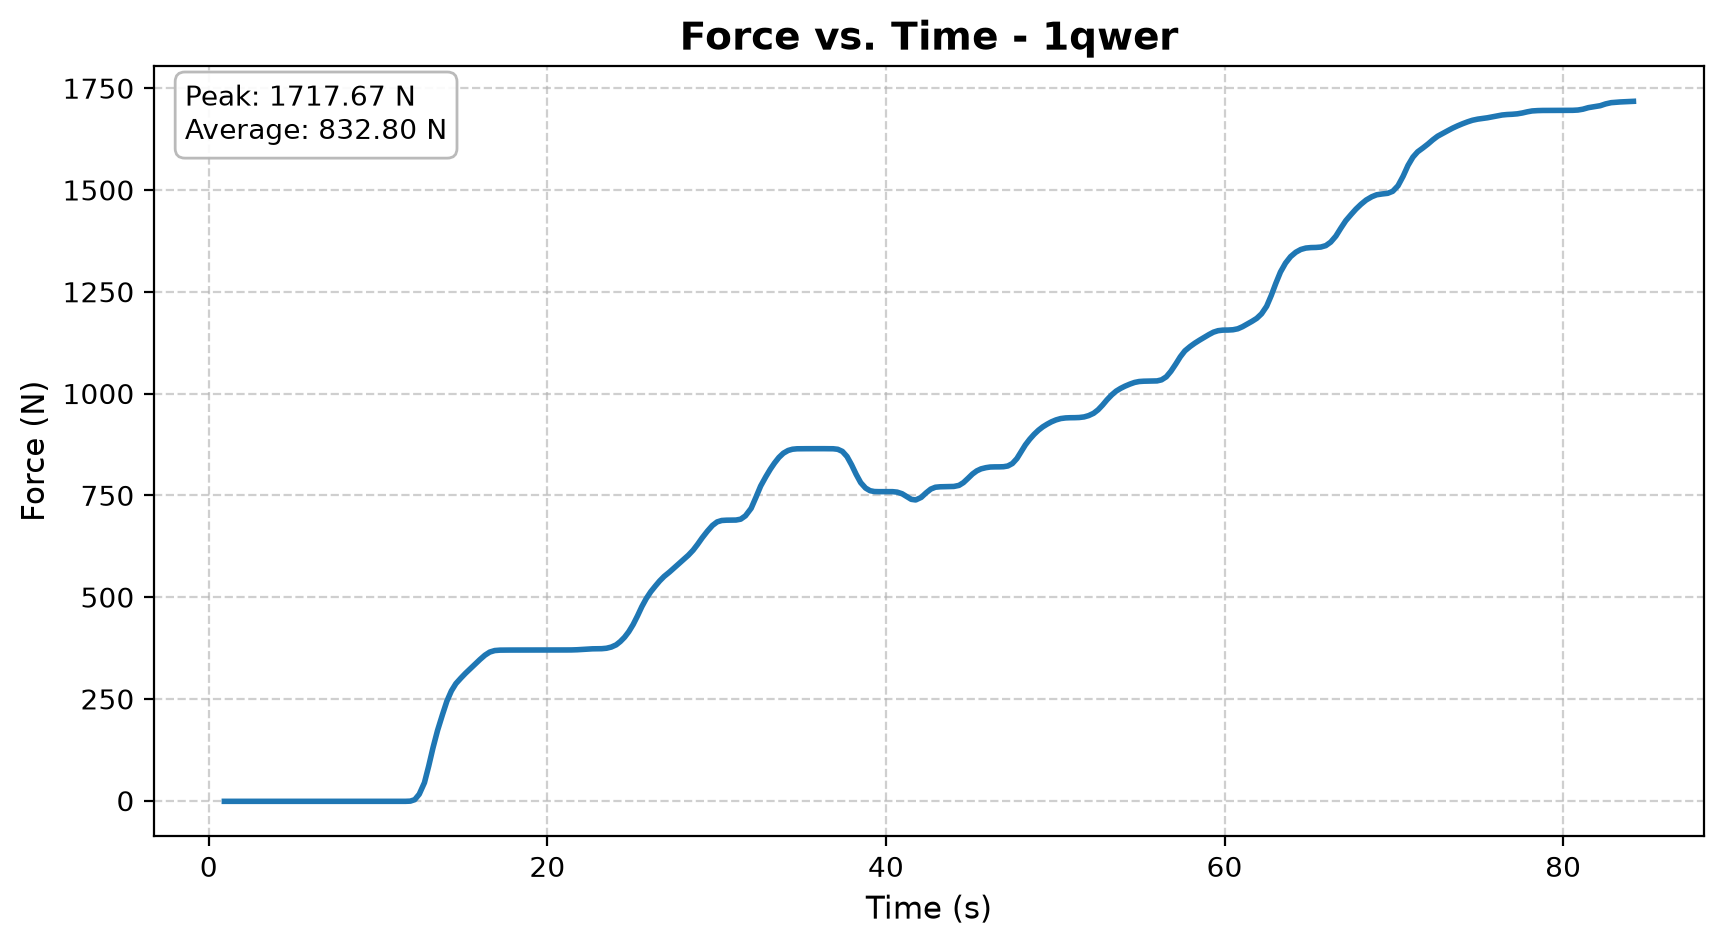 Force vs. Time - 1qwer
Peak: 1717.67 N
Average: 832.80 N
Force (N)
1750
1500
1250
1000
750
500
250
0
0 20 40 60 80
Time (s)